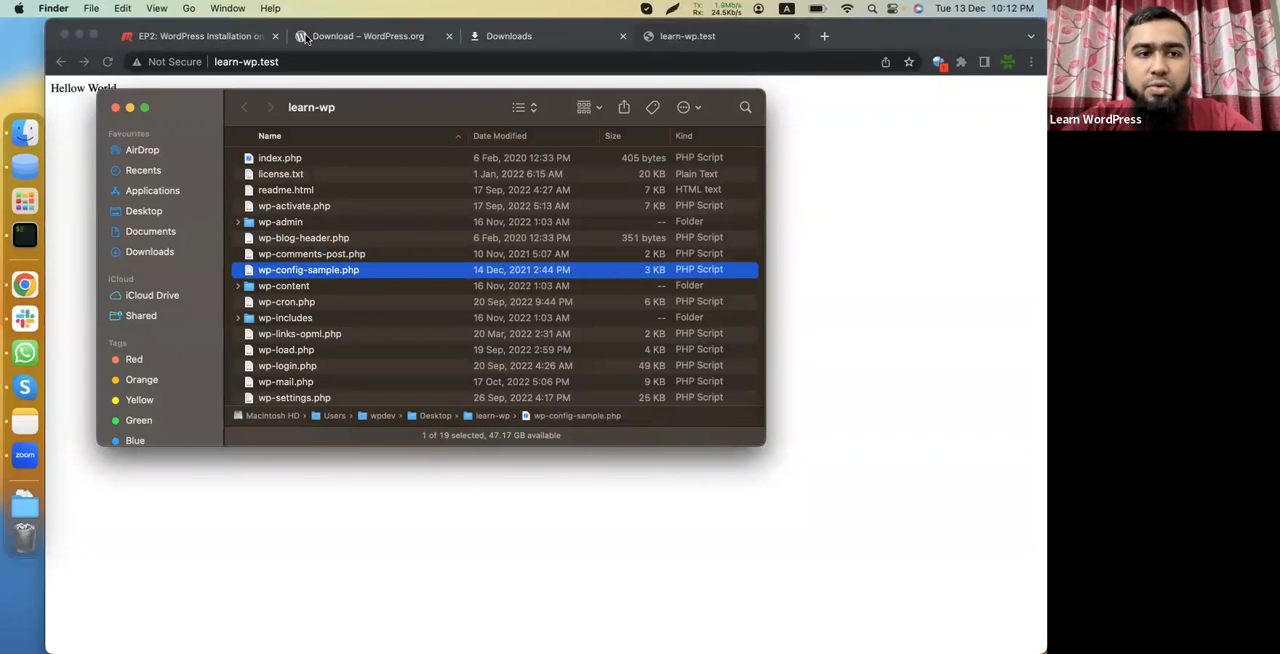 Finder File Edit View Go Window Help Tx: 1.9Mb/s Rx: 24.5Kb/s A Tue 13 Dec 10:12 PM
EP2: WordPress Installation on Download – WordPress.org Downloads learn-wp.test
Not Secure learn-wp.test
Hellow World
learn-wp
Favourites
AirDrop
Recents
Applications
Desktop
Documents
Downloads
iCloud
iCloud Drive
Shared
Tags
Red
Orange
Yellow
Green
Blue
Name Date Modified Size Kind
index.php 6 Feb, 2020 12:33 PM 405 bytes PHP Script
license.txt 1 Jan, 2022 6:15 AM 20 KB Plain Text
readme.html 17 Sep, 2022 4:27 AM 7 KB HTML text
wp-activate.php 17 Sep, 2022 5:13 AM 7 KB PHP Script
wp-admin 16 Nov, 2022 1:03 AM -- Folder
wp-blog-header.php 6 Feb, 2020 12:33 PM 351 bytes PHP Script
wp-comments-post.php 10 Nov, 2021 5:07 AM 2 KB PHP Script
wp-config-sample.php 14 Dec, 2021 2:44 PM 3 KB PHP Script
wp-content 16 Nov, 2022 1:03 AM -- Folder
wp-cron.php 20 Sep, 2022 9:44 PM 6 KB PHP Script
wp-includes 16 Nov, 2022 1:03 AM -- Folder
wp-links-opml.php 20 Mar, 2022 2:31 AM 2 KB PHP Script
wp-load.php 19 Sep, 2022 2:59 PM 4 KB PHP Script
wp-login.php 20 Sep, 2022 4:26 AM 49 KB PHP Script
wp-mail.php 17 Oct, 2022 5:06 PM 9 KB PHP Script
wp-settings.php 26 Sep, 2022 4:17 PM 25 KB PHP Script
Macintosh HD › Users › wpdev › Desktop › learn-wp › wp-config-sample.php
1 of 19 selected, 47.17 GB available
zoom
Learn WordPress